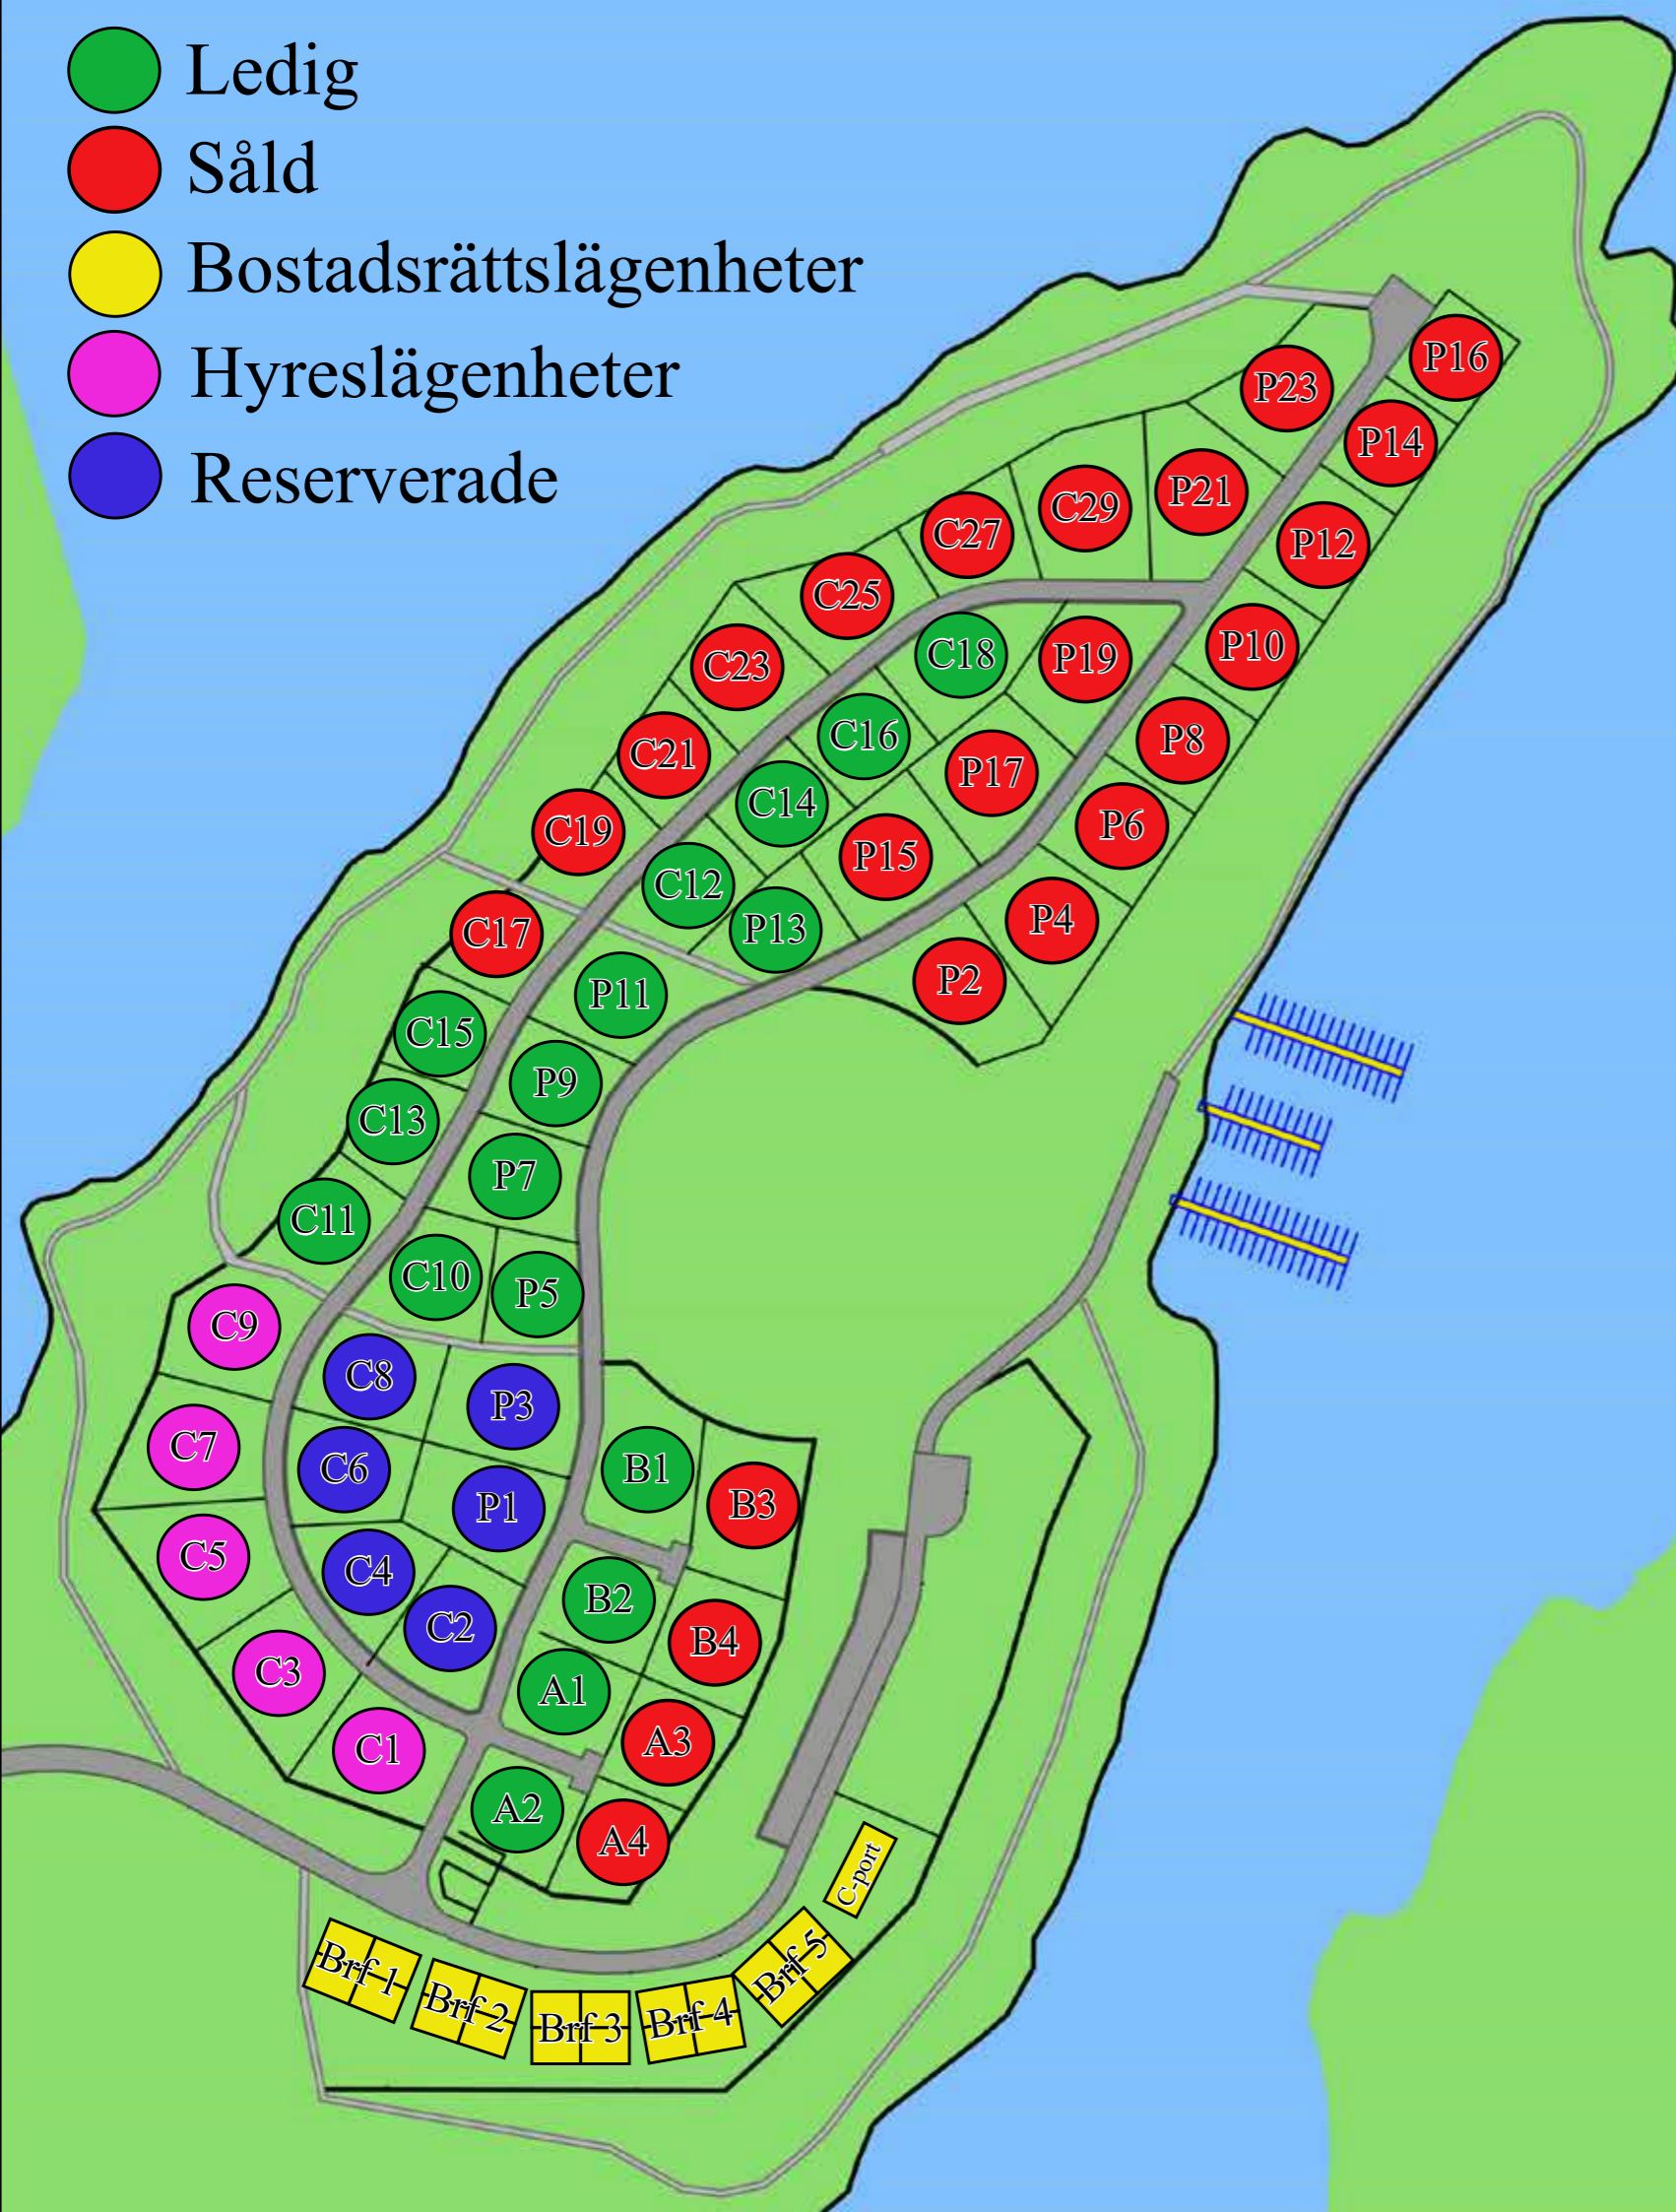 Ledig
Såld
Bostadsrättslägenheter
Hyreslägenheter
Reserverade
P16
P23
P14
P21
C29
C27
P12
C25
C18
P19
P10
C23
C16
P8
C21
P17
C14
C19
P6
P15
C12
P4
C17
P13
P2
P11
C15
P9
C13
P7
C11
C10
P5
C9
C8
P3
C7
C6
B1
P1
B3
C5
C4
B2
C2
B4
C3
A1
A3
C1
A2
A4
C-port
Brf 1
Brf 2
Brf 3
Brf 4
Brf 5